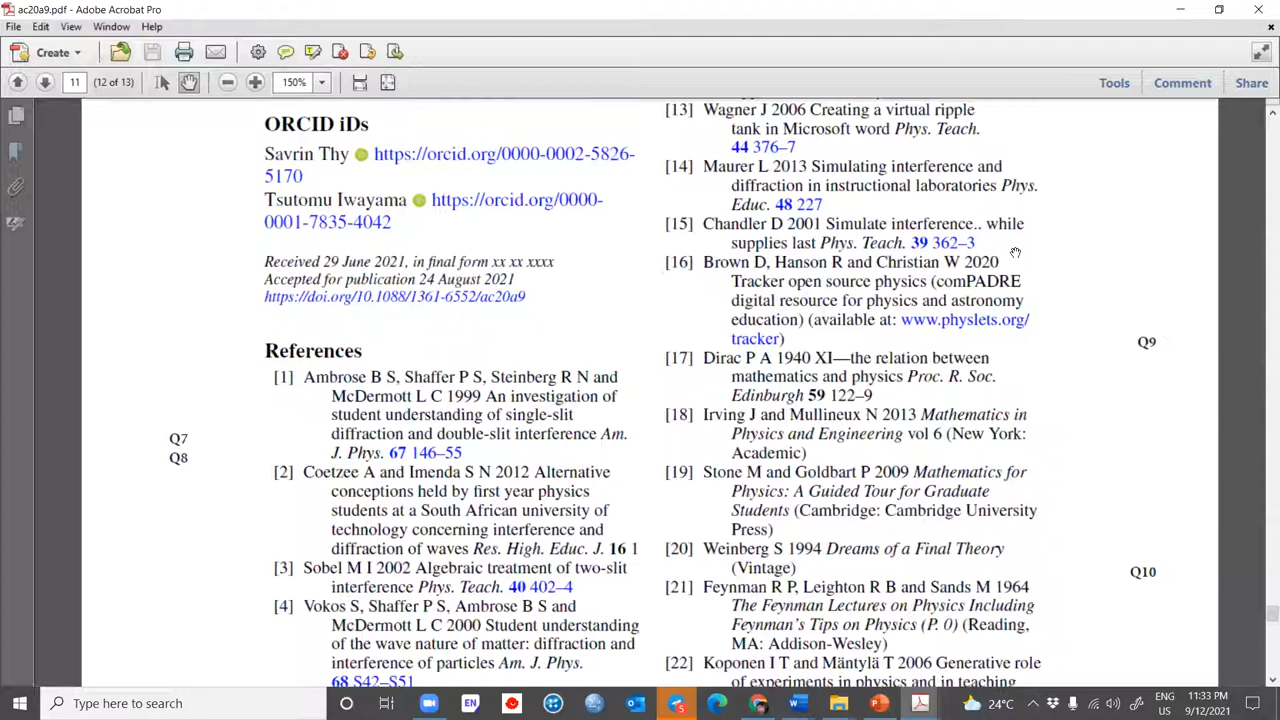 ac20a9.pdf - Adobe Acrobat Pro
File Edit View Window Help
Create
11 (12 of 13) 150% Tools Comment Share
ORCID iDs
Savrin Thy https://orcid.org/0000-0002-5826-
5170
Tsutomu Iwayama https://orcid.org/0000-
0001-7835-4042
Received 29 June 2021, in final form xx xx xxxx
Accepted for publication 24 August 2021
https://doi.org/10.1088/1361-6552/ac20a9
References
[1] Ambrose B S, Shaffer P S, Steinberg R N and
McDermott L C 1999 An investigation of
student understanding of single-slit
diffraction and double-slit interference Am.
J. Phys. 67 146–55
Q7
Q8
[2] Coetzee A and Imenda S N 2012 Alternative
conceptions held by first year physics
students at a South African university of
technology concerning interference and
diffraction of waves Res. High. Educ. J. 16 1
[3] Sobel M I 2002 Algebraic treatment of two-slit
interference Phys. Teach. 40 402–4
[4] Vokos S, Shaffer P S, Ambrose B S and
McDermott L C 2000 Student understanding
of the wave nature of matter: diffraction and
interference of particles Am. J. Phys.
68 S42–S51
[13] Wagner J 2006 Creating a virtual ripple
tank in Microsoft word Phys. Teach.
44 376–7
[14] Maurer L 2013 Simulating interference and
diffraction in instructional laboratories Phys.
Educ. 48 227
[15] Chandler D 2001 Simulate interference.. while
supplies last Phys. Teach. 39 362–3
[16] Brown D, Hanson R and Christian W 2020
Tracker open source physics (comPADRE
digital resource for physics and astronomy
education) (available at: www.physlets.org/
tracker)
Q9
[17] Dirac P A 1940 XI—the relation between
mathematics and physics Proc. R. Soc.
Edinburgh 59 122–9
[18] Irving J and Mullineux N 2013 Mathematics in
Physics and Engineering vol 6 (New York:
Academic)
[19] Stone M and Goldbart P 2009 Mathematics for
Physics: A Guided Tour for Graduate
Students (Cambridge: Cambridge University
Press)
[20] Weinberg S 1994 Dreams of a Final Theory
(Vintage)
Q10
[21] Feynman R P, Leighton R B and Sands M 1964
The Feynman Lectures on Physics Including
Feynman's Tips on Physics (P. 0) (Reading,
MA: Addison-Wesley)
[22] Koponen I T and Mäntylä T 2006 Generative role
of experiments in physics and in teaching
Type here to search
EN
24°C
ENG
US
11:33 PM
9/12/2021